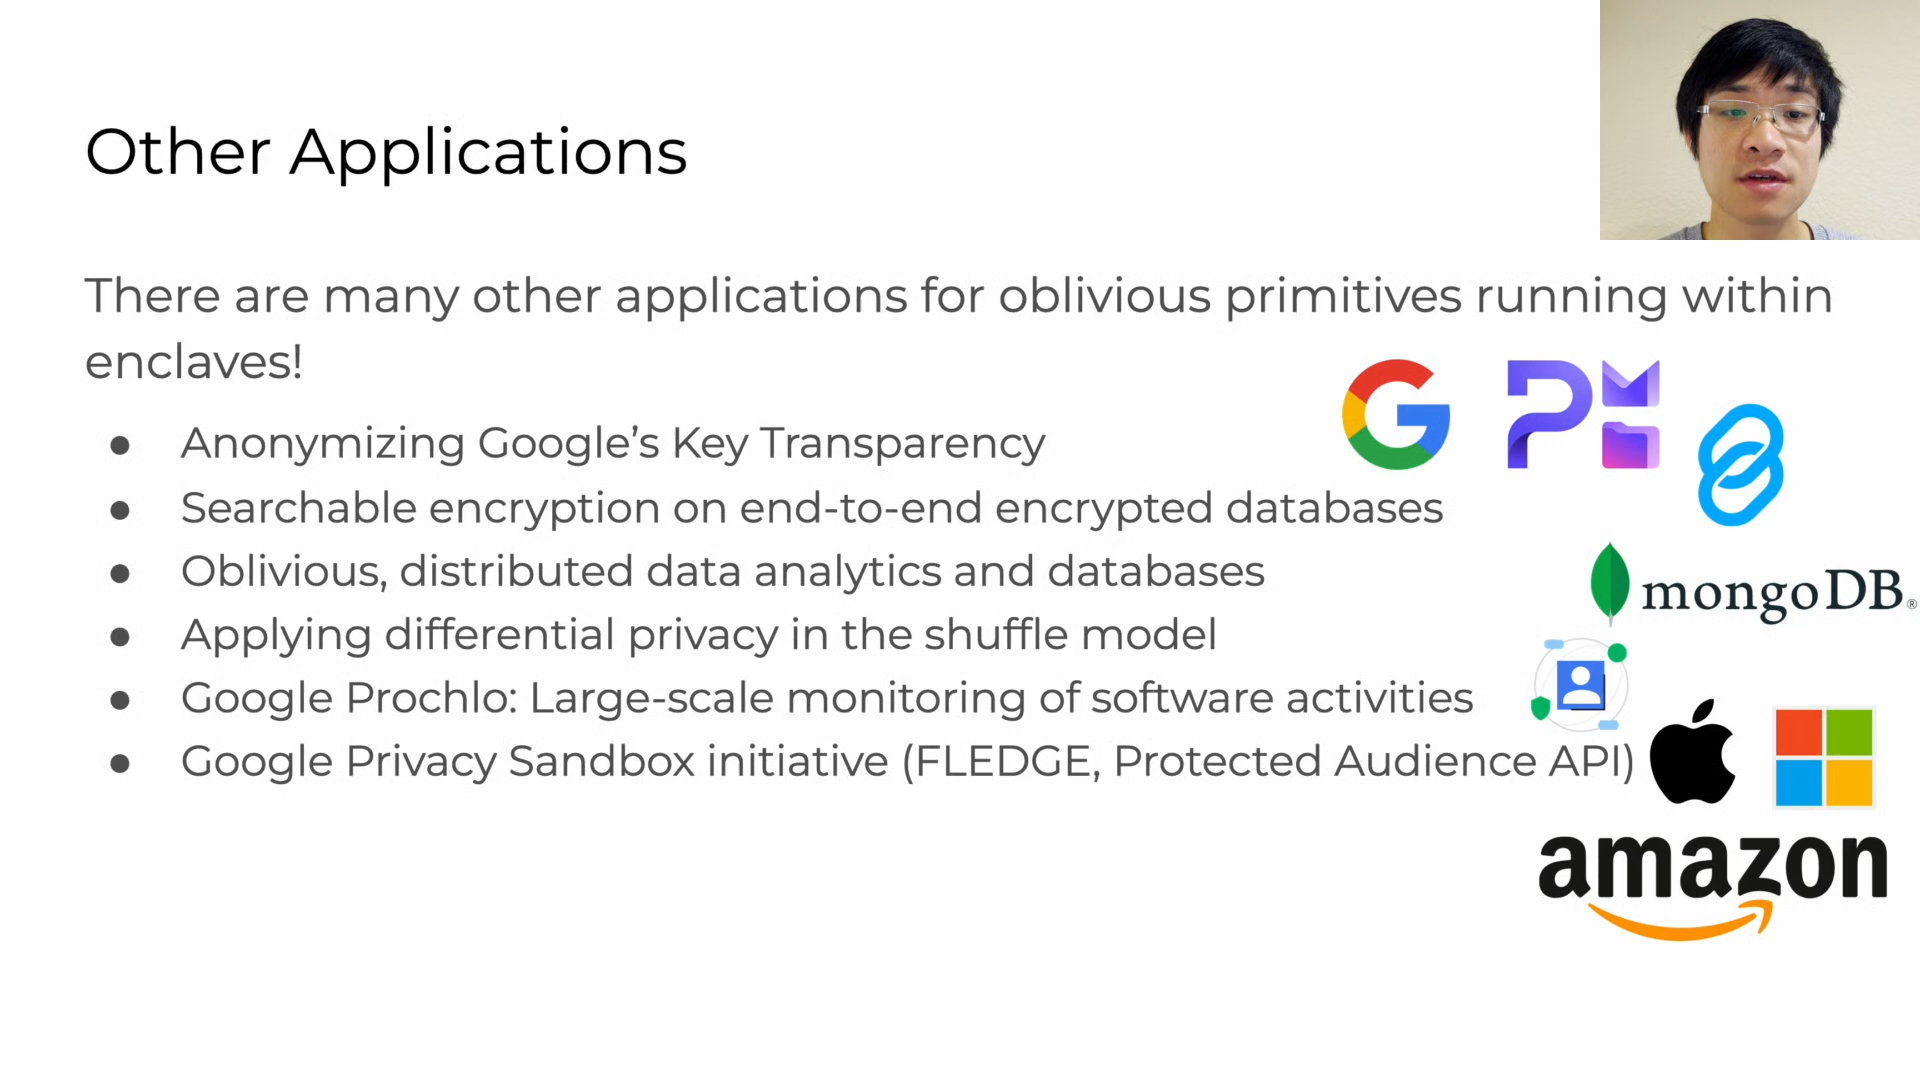 Other Applications
There are many other applications for oblivious primitives running within
enclaves!
● Anonymizing Google’s Key Transparency
● Searchable encryption on end-to-end encrypted databases
● Oblivious, distributed data analytics and databases
● Applying differential privacy in the shuffle model
● Google Prochlo: Large-scale monitoring of software activities
● Google Privacy Sandbox initiative (FLEDGE, Protected Audience API)
mongoDB®
amazon